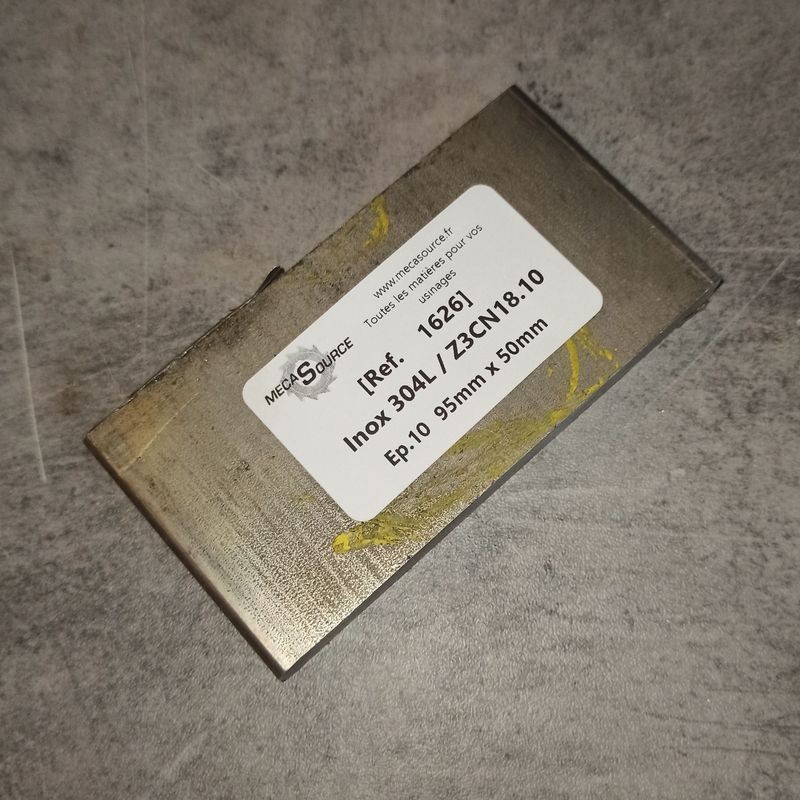 www.mecasource.fr
Toutes les matières pour vos
usinages
MECASOURCE
[Ref. 1626]
Inox 304L / Z3CN18.10
Ep.10 95mm x 50mm